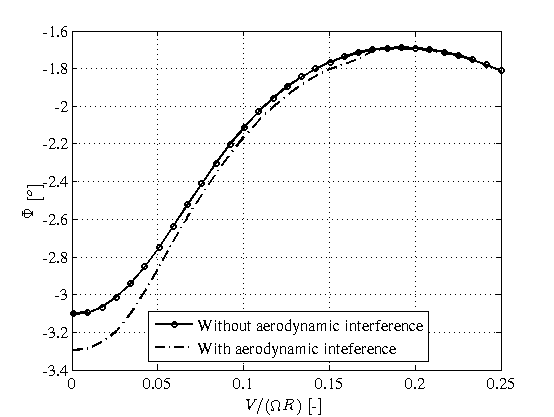 -1.6
-1.8
-2
-2.2
-2.4
-2.6
-2.8
-3
-3.2
-3.4
Φ [o]
Without aerodynamic interference
With aerodynamic inteference
0 0.05 0.1 0.15 0.2 0.25
V/(ΩR) [-]